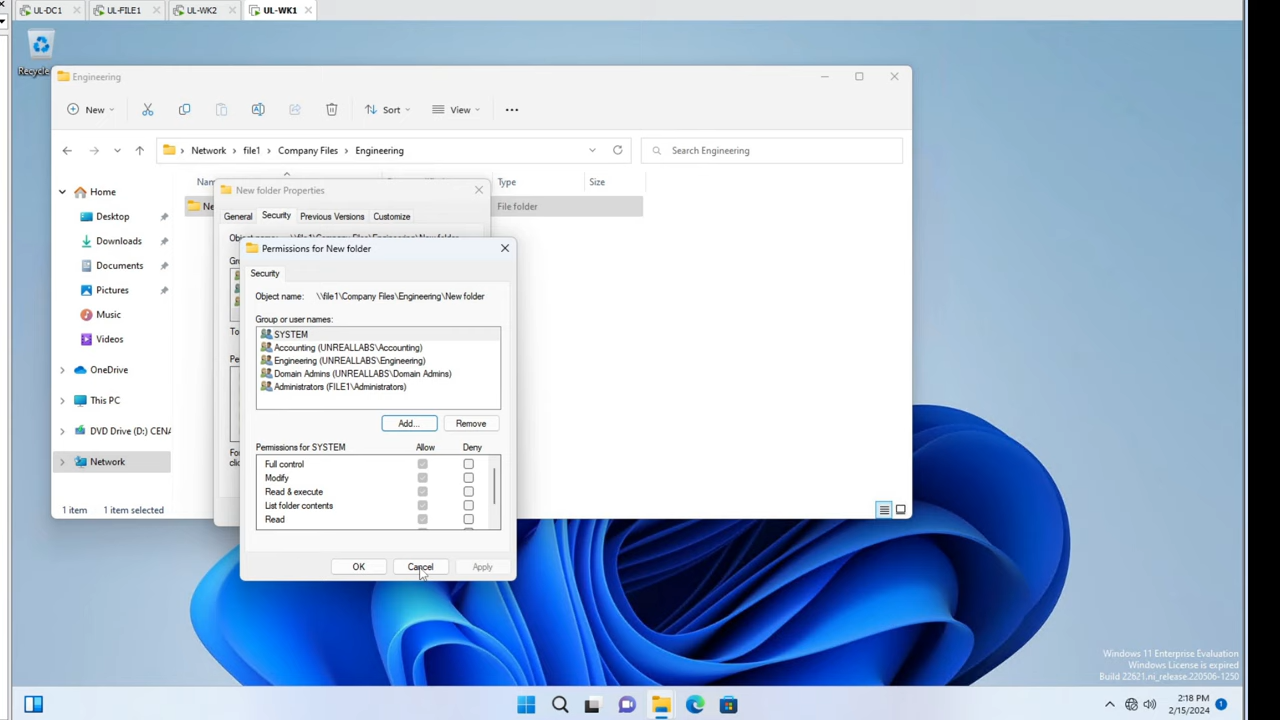 UL-DC1
UL-FILE1
UL-WK2
UL-WK1
Recycle
Engineering
New
Sort
View
Network
file1
Company Files
Engineering
Search Engineering
Home
Desktop
Downloads
Documents
Pictures
Music
Videos
OneDrive
This PC
DVD Drive (D:) CENA
Network
1 item
1 item selected
Type
Size
File folder
New folder Properties
General
Security
Previous Versions
Customize
Permissions for New folder
Security
Object name: \\file1\Company Files\Engineering\New folder
Group or user names:
SYSTEM
Accounting (UNREALLABS\Accounting)
Engineering (UNREALLABS\Engineering)
Domain Admins (UNREALLABS\Domain Admins)
Administrators (FILE1\Administrators)
Add...
Remove
Permissions for SYSTEM
Allow
Deny
Full control
Modify
Read & execute
List folder contents
Read
OK
Cancel
Apply
Windows 11 Enterprise Evaluation
Windows License is expired
Build 22621.ni_release.220506-1250
2:18 PM
2/15/2024
1